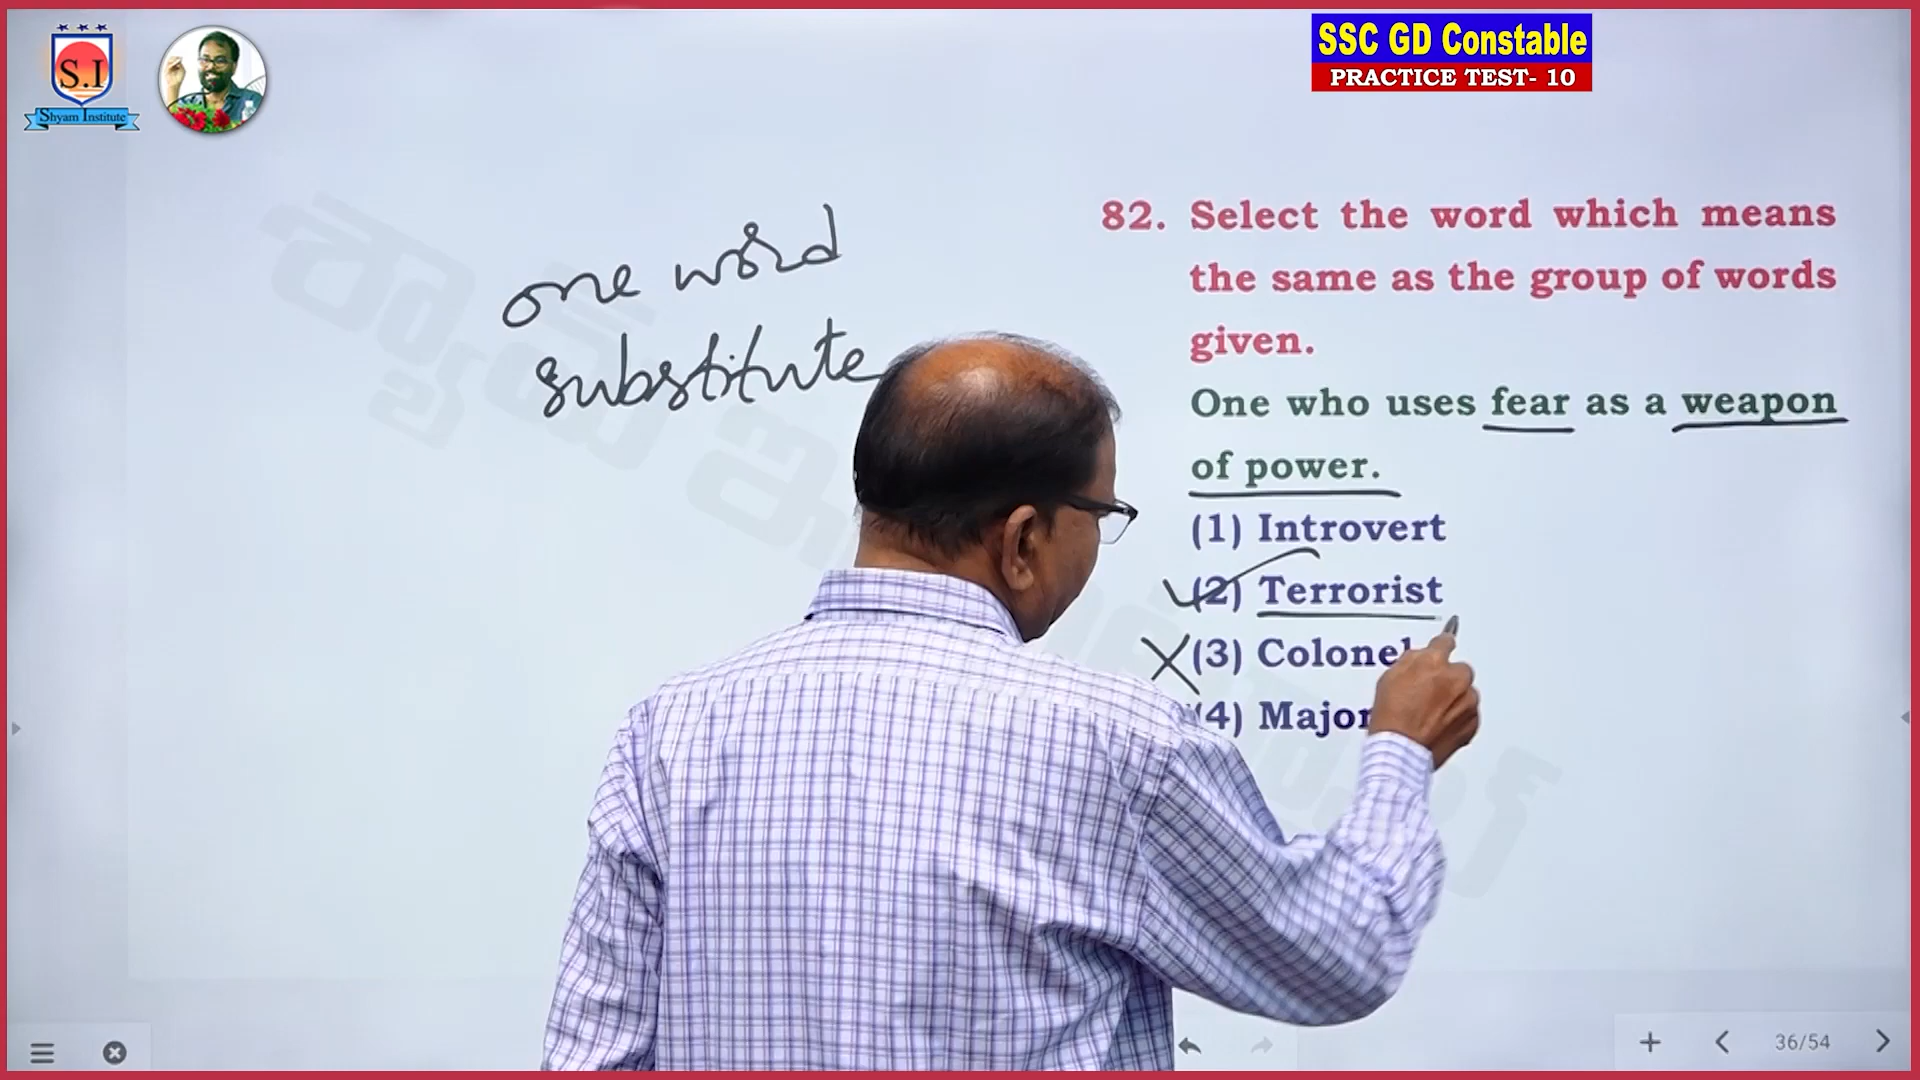 S.I
Shyam Institute
SSC GD Constable
PRACTICE TEST- 10
one word
substitute
82. Select the word which means
the same as the group of words
given.
One who uses fear as a weapon
of power.
(1) Introvert
(2) Terrorist
(3) Colonel
(4) Major
36/54